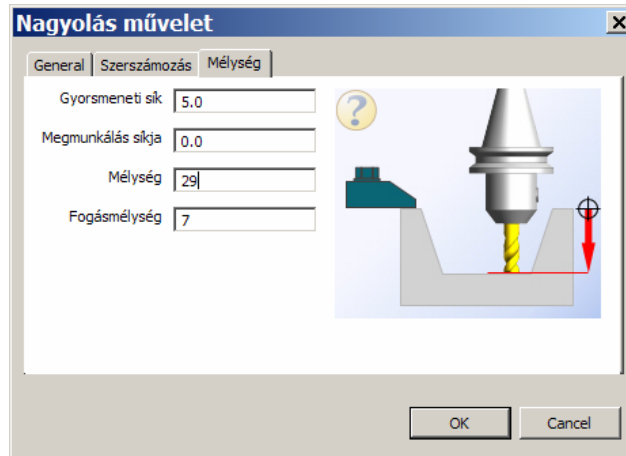 Nagyolás művelet
General Szerszámozás Mélység
Gyorsmeneti sík 5.0
Megmunkálás síkja 0.0
Mélység 29
Fogásmélység 7
?
OK Cancel